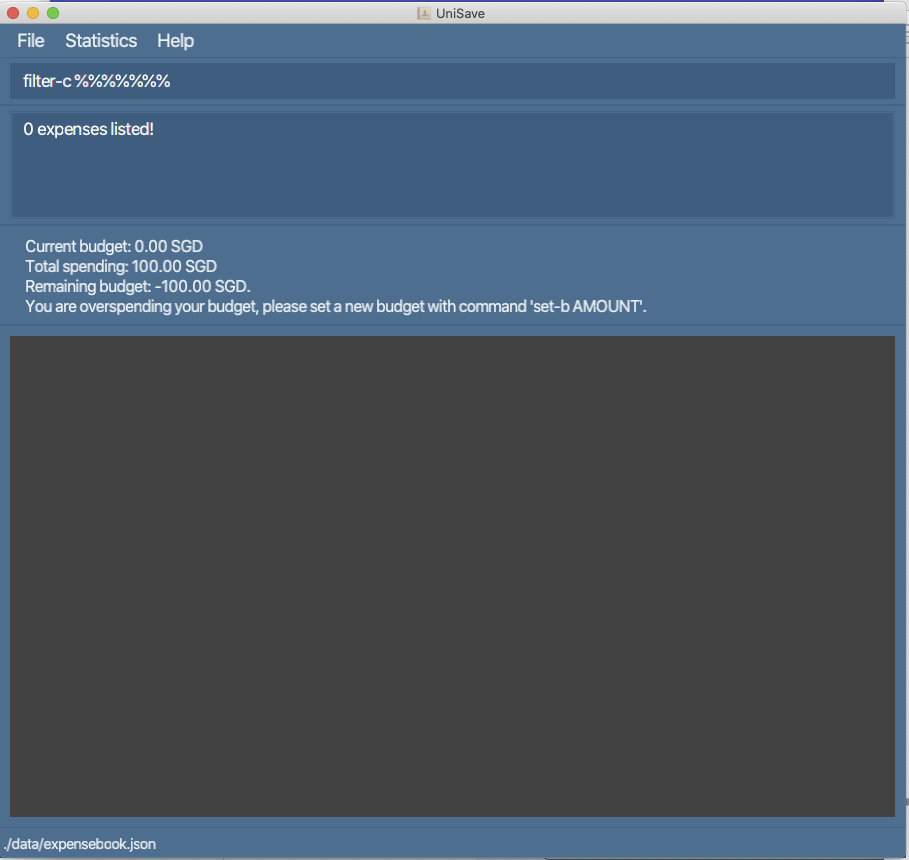 UniSave
File Statistics Help
filter-c %%%%%%%
0 expenses listed!
Current budget: 0.00 SGD
Total spending: 100.00 SGD
Remaining budget: -100.00 SGD.
You are overspending your budget, please set a new budget with command 'set-b AMOUNT'.
./data/expensebook.json